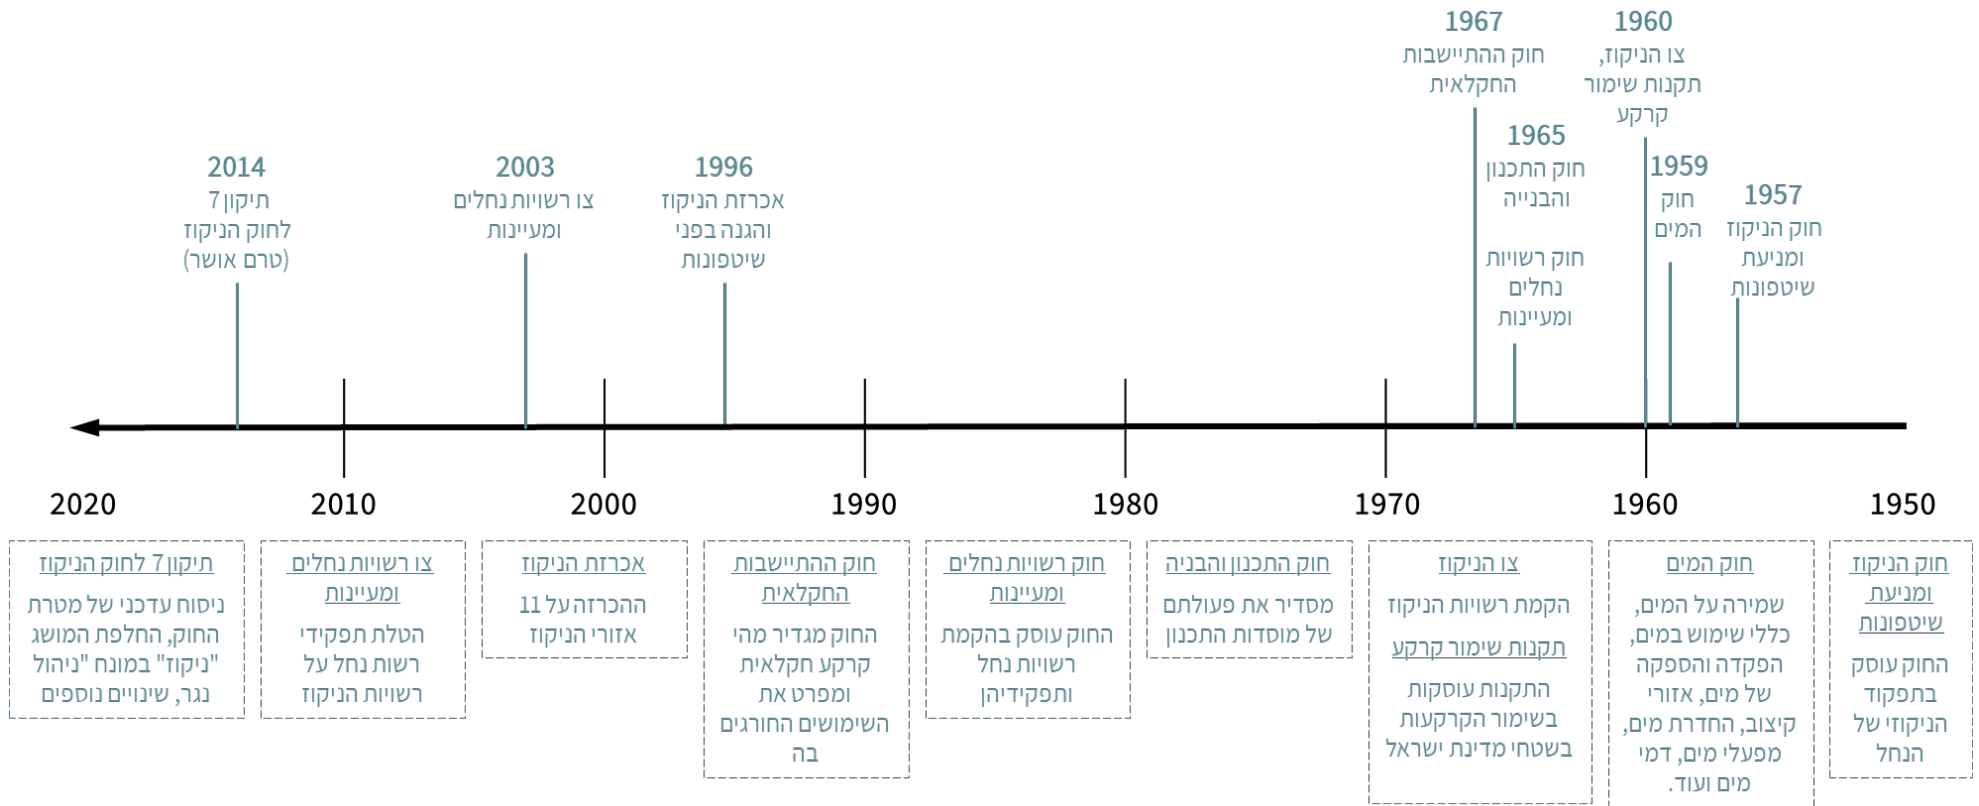 1957
חוק הניקוז
ומניעת
שיטפונות
1959
חוק
המים
1960
צו הניקוז,
תקנות שימור
קרקע
1965
חוק התכנון
והבנייה
חוק רשויות
נחלים
ומעיינות
1967
חוק ההתיישבות
החקלאית
1996
אכרזת הניקוז
והגנה בפני
שיטפונות
2003
צו רשויות נחלים
ומעיינות
2014
תיקון 7
לחוק הניקוז
(טרם אושר)
1950
1960
1970
1980
1990
2000
2010
2020
חוק הניקוז
ומניעת
שיטפונות
החוק עוסק
בתפקוד
הניקוזי של
הנחל
חוק המים
שמירה על המים,
כללי שימוש במים,
הפקדה והספקה
של מים, אזורי
קיצוב, החדרת מים,
מפעלי מים, דמי
מים ועוד.
צו הניקוז
הקמת רשויות הניקוז
תקנות שימור קרקע
התקנות עוסקות
בשימור הקרקעות
בשטחי מדינת ישראל
חוק התכנון והבניה
מסדיר את פעולתם
של מוסדות התכנון
חוק רשויות נחלים
ומעיינות
החוק עוסק בהקמת
רשויות נחל
ותפקידיהן
חוק ההתיישבות
החקלאית
החוק מגדיר מהי
קרקע חקלאית
ומפרט את
השימושים החורגים
בה
אכרזת הניקוז
ההכרזה על 11
אזורי הניקוז
צו רשויות נחלים
ומעיינות
הטלת תפקידי
רשות נחל על
רשויות הניקוז
תיקון 7 לחוק הניקוז
ניסוח עדכני של מטרת
החוק, החלפת המושג
"ניקוז" במונח "ניהול
נגר, שינויים נוספים